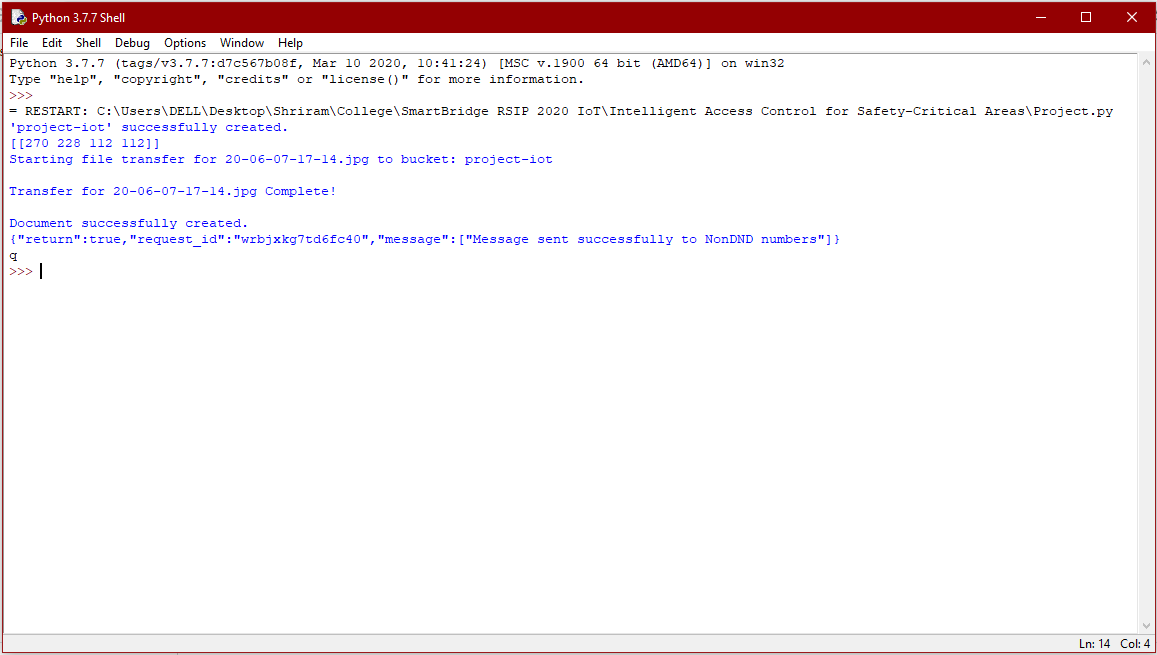 Python 3.7.7 Shell
File Edit Shell Debug Options Window Help
Python 3.7.7 (tags/v3.7.7:d7c567b08f, Mar 10 2020, 10:41:24) [MSC v.1900 64 bit (AMD64)] on win32
Type "help", "copyright", "credits" or "license()" for more information.
>>>
= RESTART: C:\Users\DELL\Desktop\Shriram\College\SmartBridge RSIP 2020 IoT\Intelligent Access Control for Safety-Critical Areas\Project.py
'project-iot' successfully created.
[[270 228 112 112]]
Starting file transfer for 20-06-07-17-14.jpg to bucket: project-iot
Transfer for 20-06-07-17-14.jpg Complete!
Document successfully created.
{"return":true,"request_id":"wrbjxkg7td6fc40","message":["Message sent successfully to NonDND numbers"]}
q
>>>
Ln: 14 Col: 4